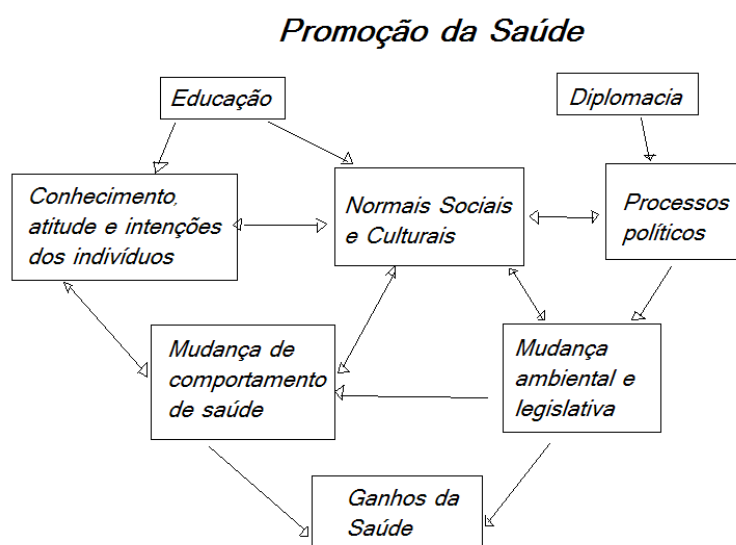 Promoção da Saúde
Educação
Diplomacia
Conhecimento,
atitude e intenções
dos indivíduos
Normais Sociais
e Culturais
Processos
políticos
Mudança de
comportamento
de saúde
Mudança
ambiental e
legislativa
Ganhos da
Saúde